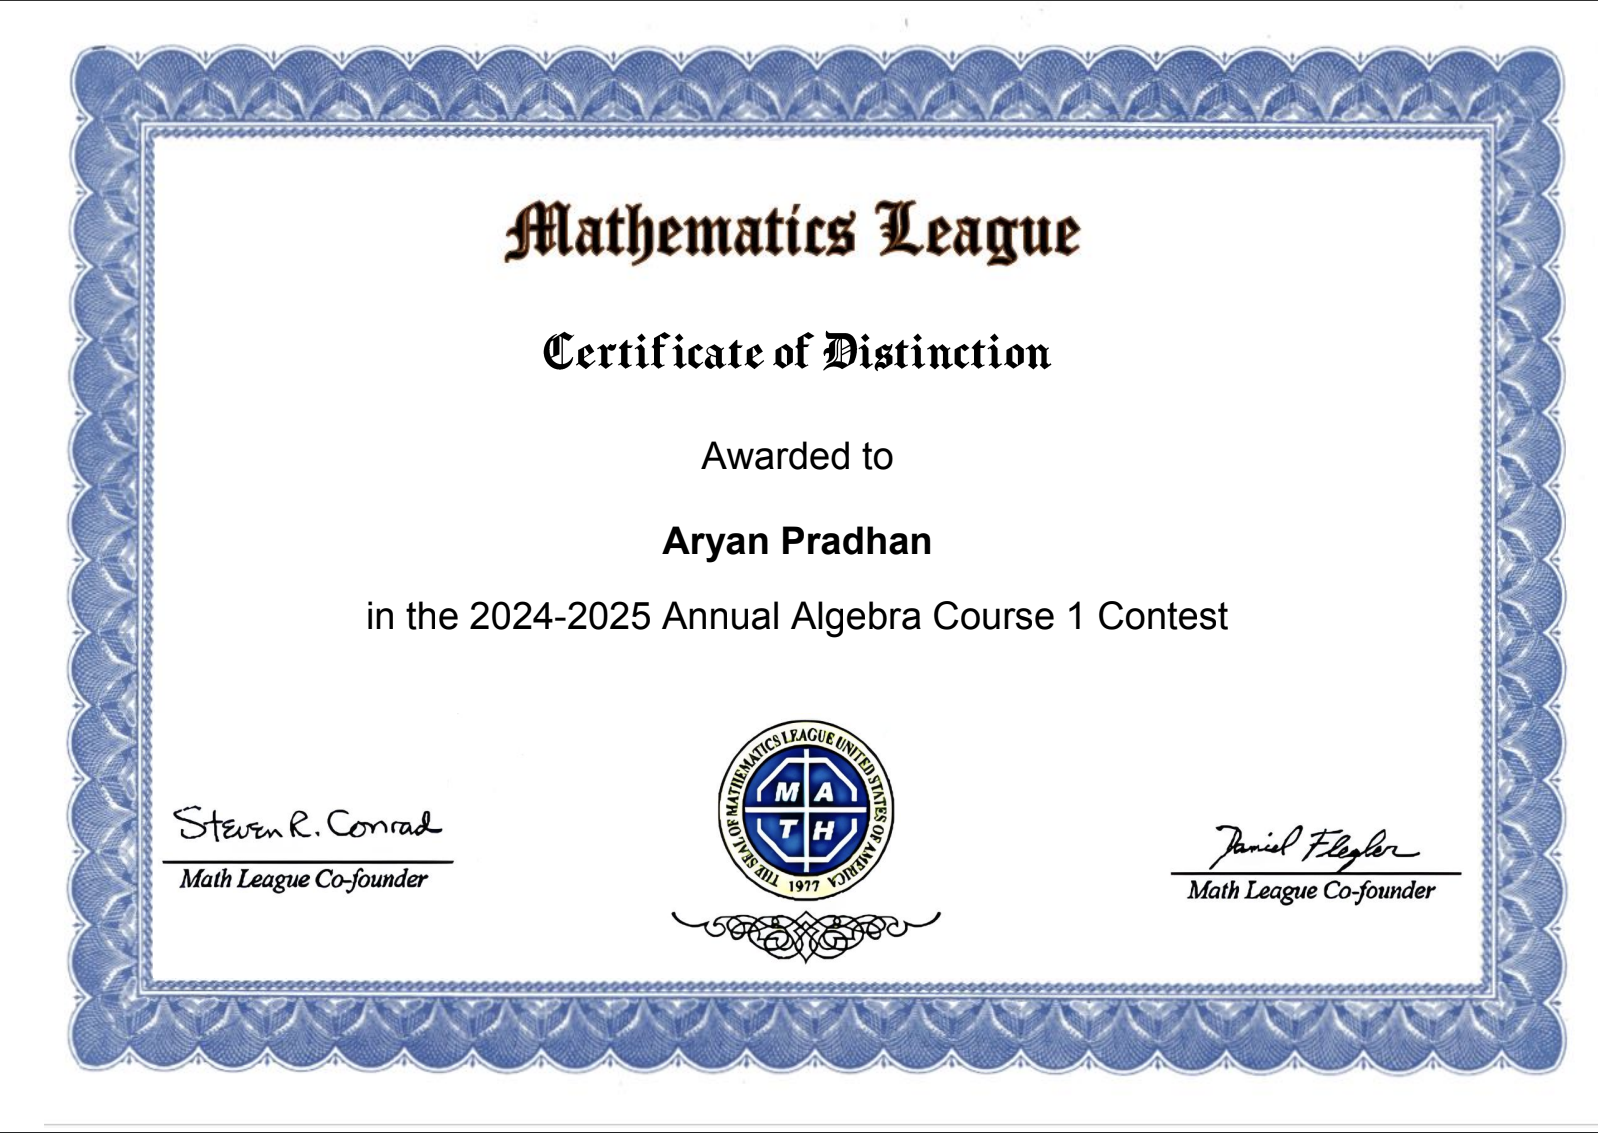 Mathematics League
Certificate of Distinction
Awarded to
Aryan Pradhan
in the 2024-2025 Annual Algebra Course 1 Contest
THE SEAL OF MATHEMATICS LEAGUE UNITED STATES OF AMERICA
M A
T H
1977
Steven R. Conrad
Math League Co-founder
Daniel Flegler
Math League Co-founder